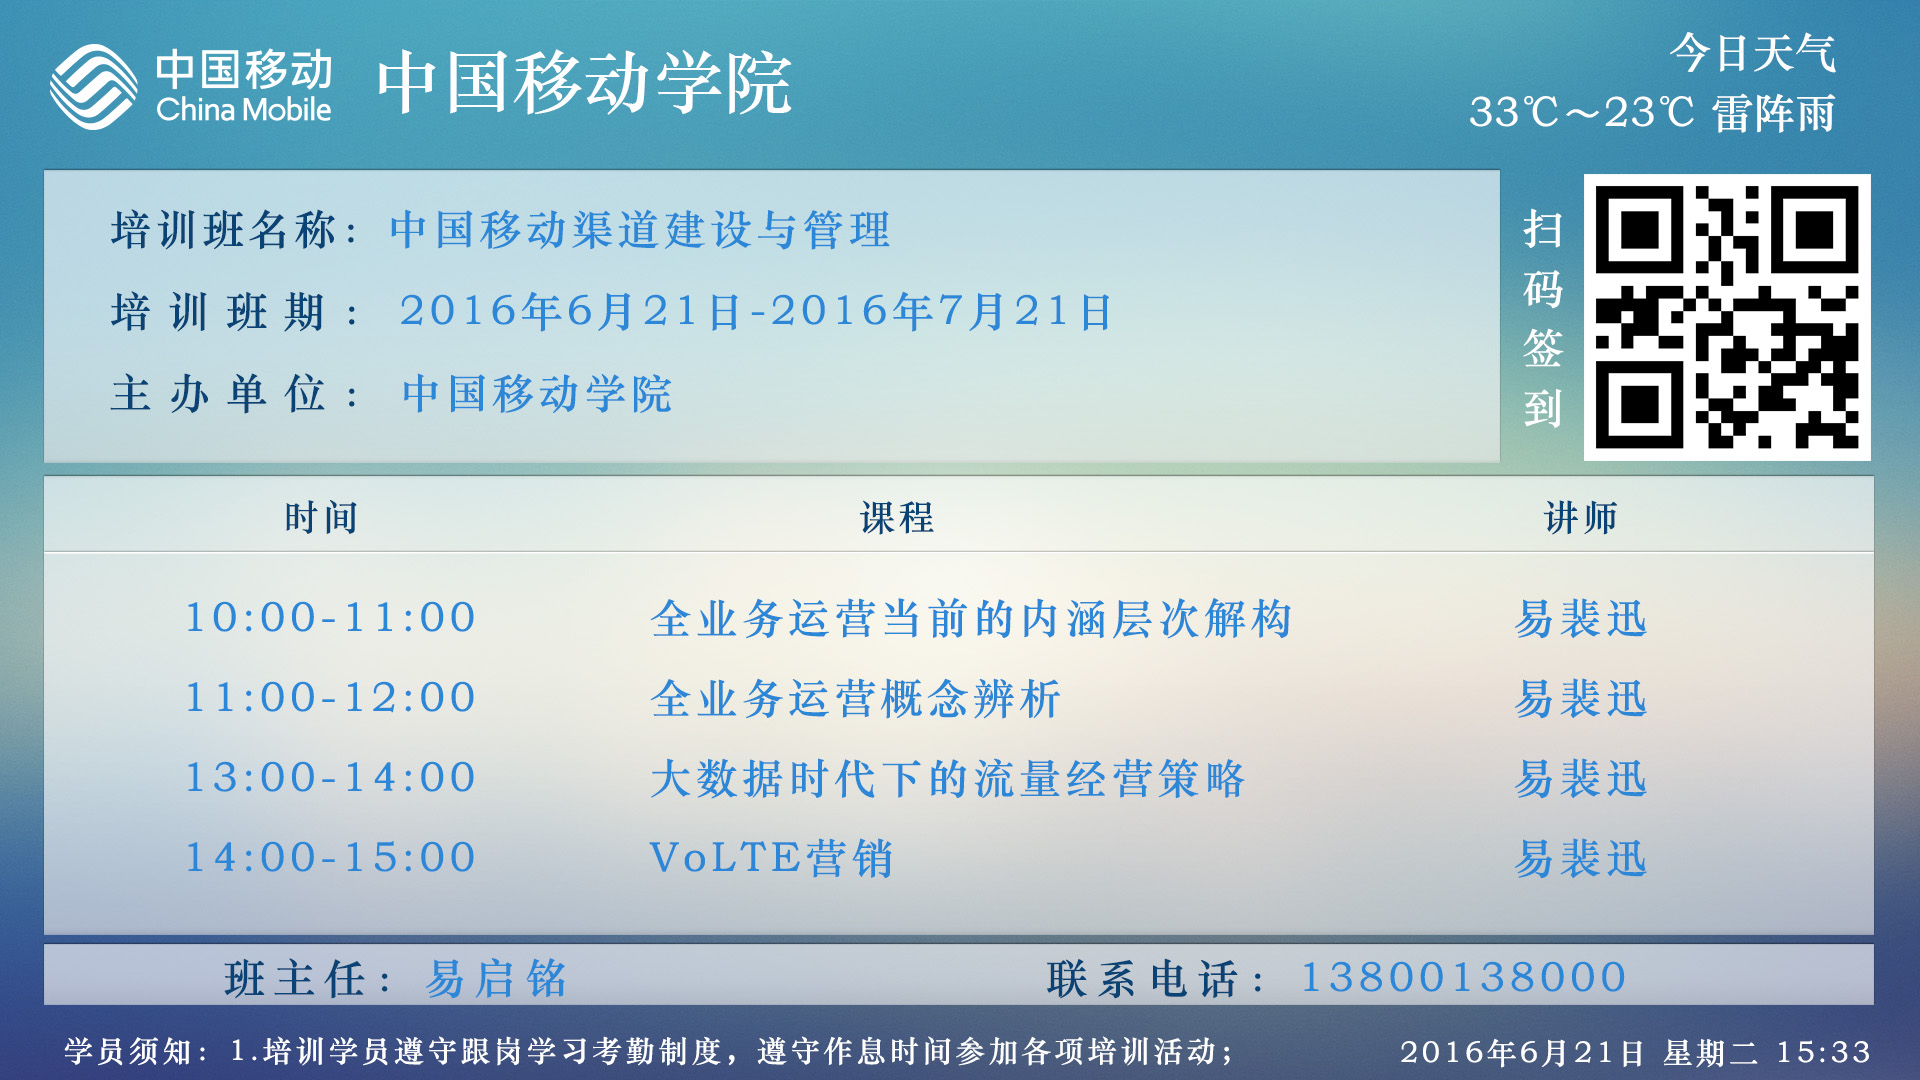 中国移动
China Mobile
中国移动学院
今日天气
33℃～23℃ 雷阵雨
培训班名称：中国移动渠道建设与管理
培训班期：2016年6月21日-2016年7月21日
主办单位：中国移动学院
扫码签到
时间 课程 讲师
10:00-11:00 全业务运营当前的内涵层次解构 易裴迅
11:00-12:00 全业务运营概念辨析 易裴迅
13:00-14:00 大数据时代下的流量经营策略 易裴迅
14:00-15:00 VoLTE营销 易裴迅
班主任：易启铭 联系电话：13800138000
学员须知：1.培训学员遵守跟岗学习考勤制度，遵守作息时间参加各项培训活动； 2016年6月21日 星期二 15:33